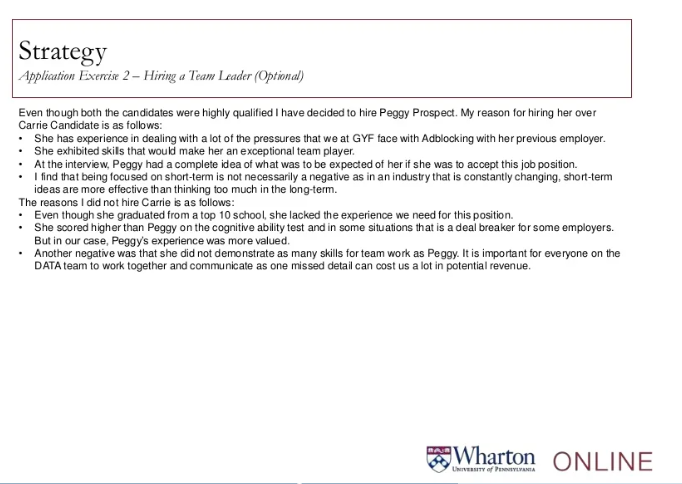 Strategy
Application Exercise 2 – Hiring a Team Leader (Optional)
Even though both the candidates were highly qualified I have decided to hire Peggy Prospect. My reason for hiring her over
Carrie Candidate is as follows:
• She has experience in dealing with a lot of the pressures that we at GYF face with Adblocking with her previous employer.
• She exhibited skills that would make her an exceptional team player.
• At the interview, Peggy had a complete idea of what was to be expected of her if she was to accept this job position.
• I find that being focused on short-term is not necessarily a negative as in an industry that is constantly changing, short-term
ideas are more effective than thinking too much in the long-term.
The reasons I did not hire Carrie is as follows:
• Even though she graduated from a top 10 school, she lacked the experience we need for this position.
• She scored higher than Peggy on the cognitive ability test and in some situations that is a deal breaker for some employers.
But in our case, Peggy's experience was more valued.
• Another negative was that she did not demonstrate as many skills for team work as Peggy. It is important for everyone on the
DATA team to work together and communicate as one missed detail can cost us a lot in potential revenue.
Wharton ONLINE
UNIVERSITY of PENNSYLVANIA